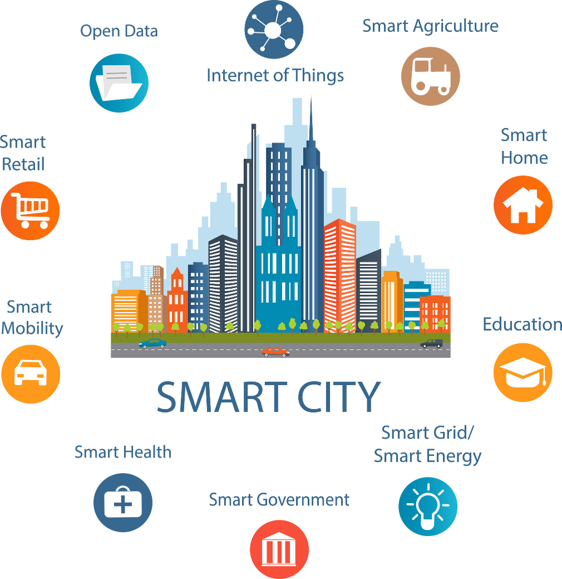 Open Data
Internet of Things
Smart Agriculture
Smart
Retail
Smart
Home
Smart
Mobility
Education
SMART CITY
Smart Health
Smart Government
Smart Grid/
Smart Energy